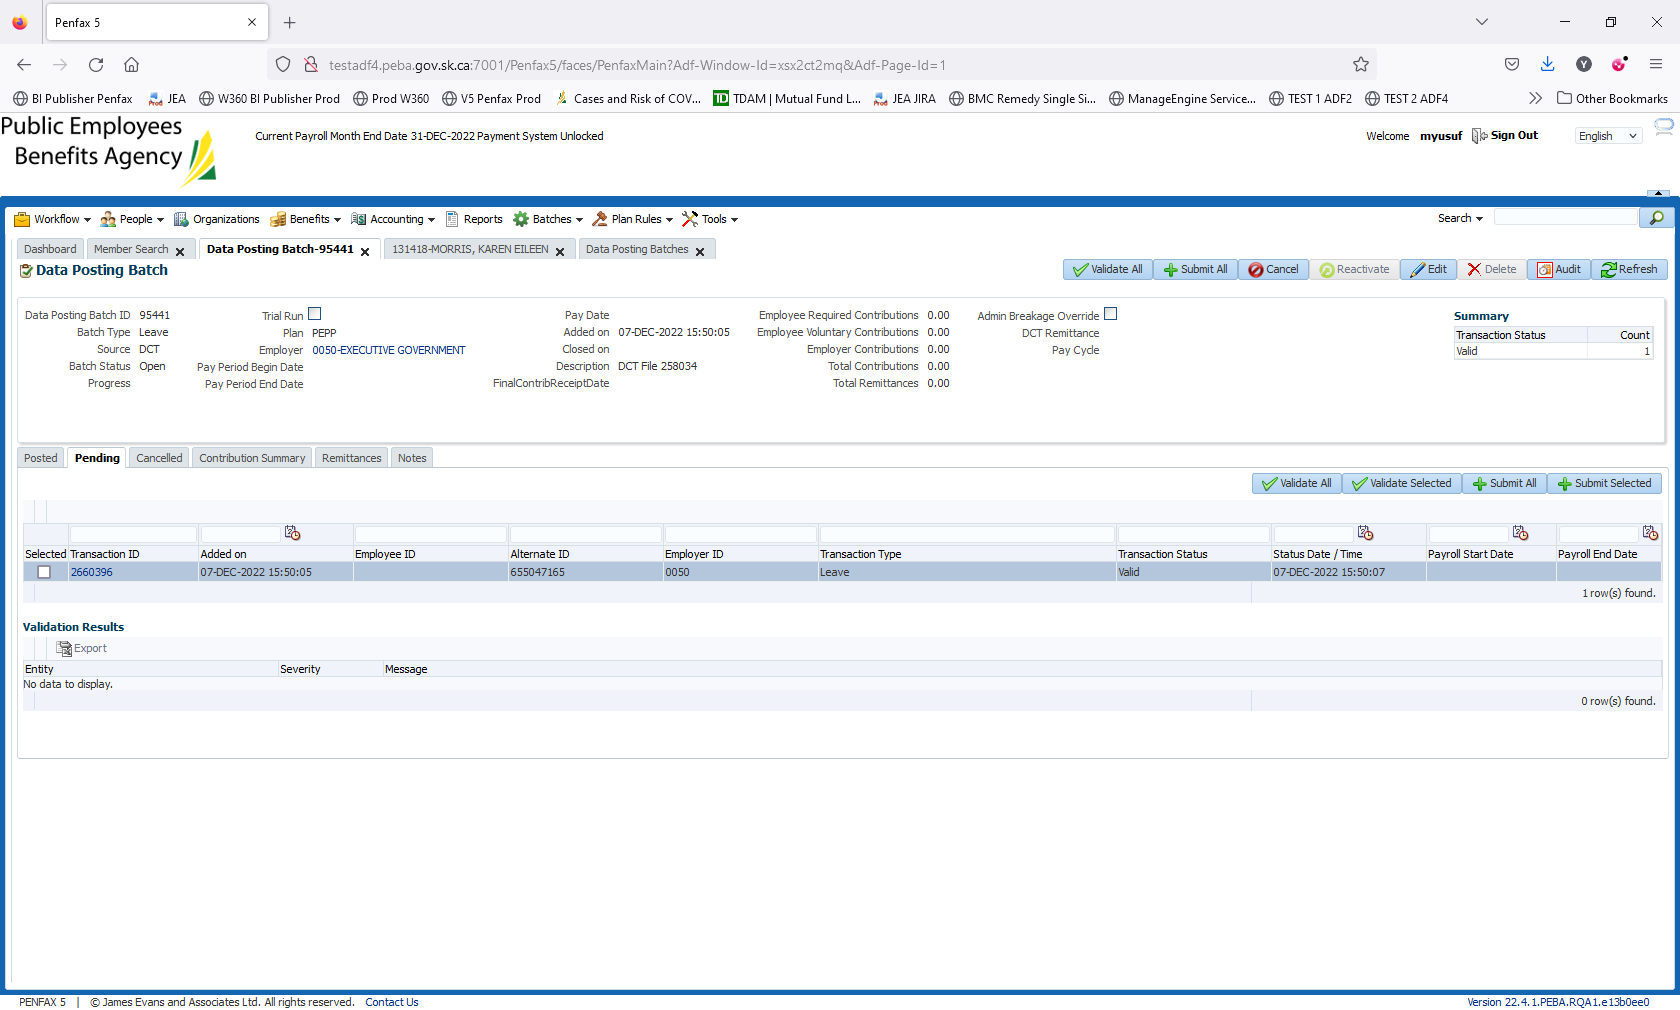 Penfax 5
testadf4.peba.gov.sk.ca:7001/Penfax5/faces/PenfaxMain?Adf-Window-Id=xsx2ct2mq&Adf-Page-Id=1
BI Publisher Penfax JEA W360 BI Publisher Prod Prod W360 V5 Penfax Prod Cases and Risk of COV... TD TDAM | Mutual Fund L... JEA JIRA BMC Remedy Single Si... ManageEngine Service... TEST 1 ADF2 TEST 2 ADF4 Other Bookmarks
Public Employees
Benefits Agency
Current Payroll Month End Date 31-DEC-2022 Payment System Unlocked
Welcome myusuf Sign Out English
Workflow People Organizations Benefits Accounting Reports Batches Plan Rules Tools Search
Dashboard Member Search Data Posting Batch-95441 131418-MORRIS, KAREN EILEEN Data Posting Batches
Data Posting Batch
Validate All Submit All Cancel Reactivate Edit Delete Audit Refresh
Data Posting Batch ID 95441 Trial Run Pay Date Employee Required Contributions 0.00 Admin Breakage Override Summary
Batch Type Leave Plan PEPP Added on 07-DEC-2022 15:50:05 Employee Voluntary Contributions 0.00 DCT Remittance Transaction Status Count
Source DCT Employer 0050-EXECUTIVE GOVERNMENT Closed on Employer Contributions 0.00 Pay Cycle Valid 1
Batch Status Open Pay Period Begin Date Description DCT File 258034 Total Contributions 0.00
Progress Pay Period End Date FinalContribReceiptDate Total Remittances 0.00
Posted Pending Cancelled Contribution Summary Remittances Notes
Validate All Validate Selected Submit All Submit Selected
Selected Transaction ID Added on Employee ID Alternate ID Employer ID Transaction Type Transaction Status Status Date / Time Payroll Start Date Payroll End Date
2660396 07-DEC-2022 15:50:05 655047165 0050 Leave Valid 07-DEC-2022 15:50:07
1 row(s) found.
Validation Results
Export
Entity Severity Message
No data to display.
0 row(s) found.
PENFAX 5 | © James Evans and Associates Ltd. All rights reserved. Contact Us Version 22.4.1.PEBA.RQA1.e13b0ee0